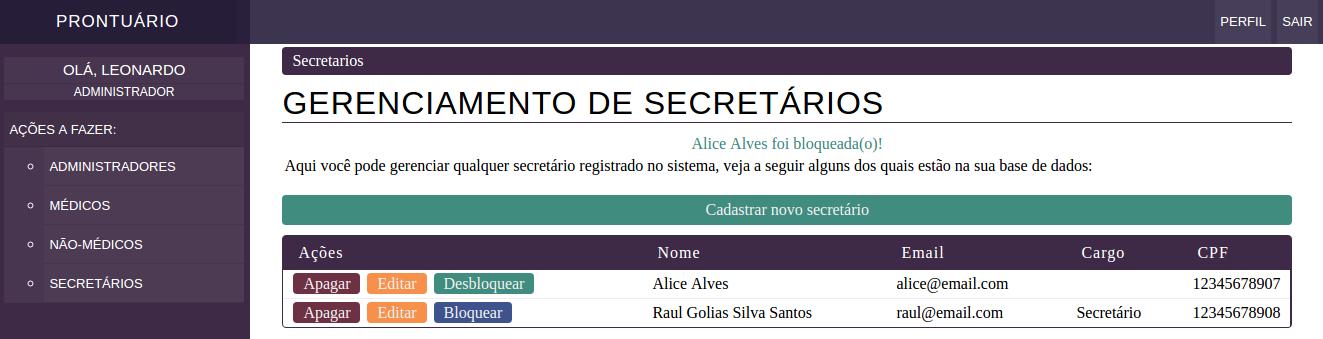 PRONTUÁRIO
PERFIL SAIR
OLÁ, LEONARDO
ADMINISTRADOR
AÇÕES A FAZER:
ADMINISTRADORES
MÉDICOS
NÃO-MÉDICOS
SECRETÁRIOS
Secretarios
GERENCIAMENTO DE SECRETÁRIOS
Alice Alves foi bloqueada(o)!
Aqui você pode gerenciar qualquer secretário registrado no sistema, veja a seguir alguns dos quais estão na sua base de dados:
Cadastrar novo secretário
Ações Nome Email Cargo CPF
Apagar Editar Desbloquear Alice Alves alice@email.com 12345678907
Apagar Editar Bloquear Raul Golias Silva Santos raul@email.com Secretário 12345678908